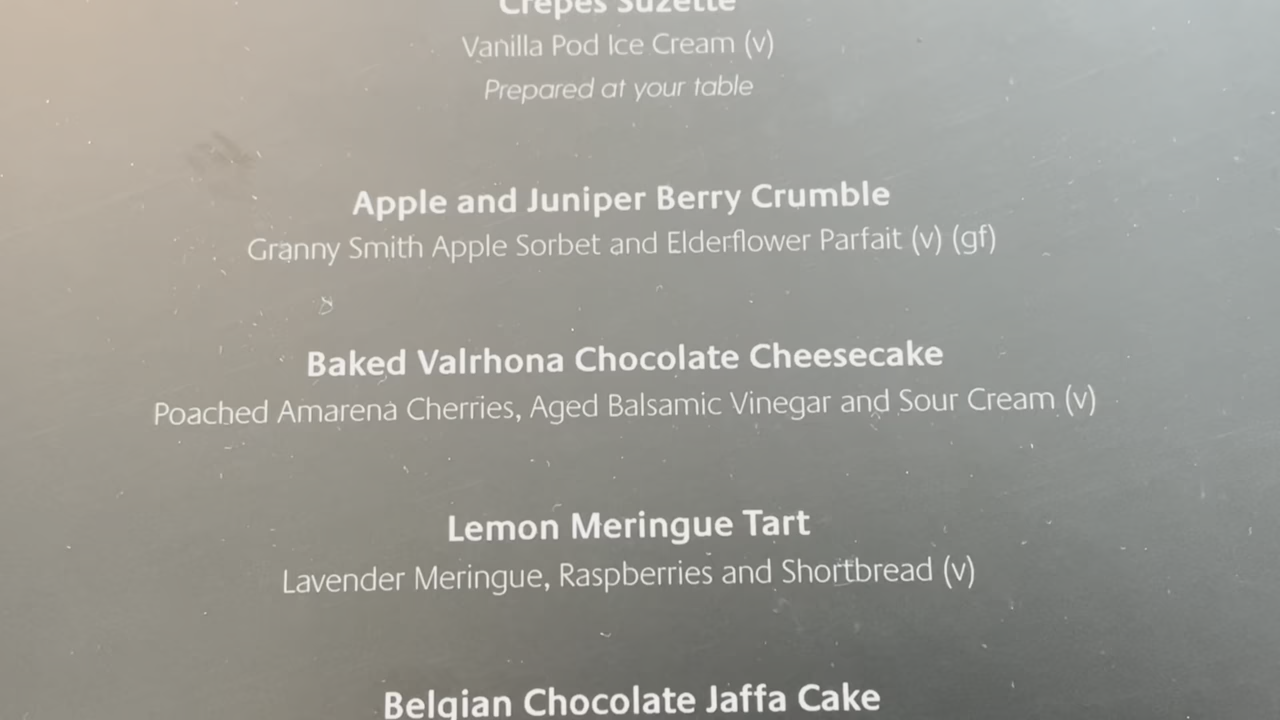 Crêpes Suzette
Vanilla Pod Ice Cream (v)
Prepared at your table
Apple and Juniper Berry Crumble
Granny Smith Apple Sorbet and Elderflower Parfait (v) (gf)
Baked Valrhona Chocolate Cheesecake
Poached Amarena Cherries, Aged Balsamic Vinegar and Sour Cream (v)
Lemon Meringue Tart
Lavender Meringue, Raspberries and Shortbread (v)
Belgian Chocolate Jaffa Cake